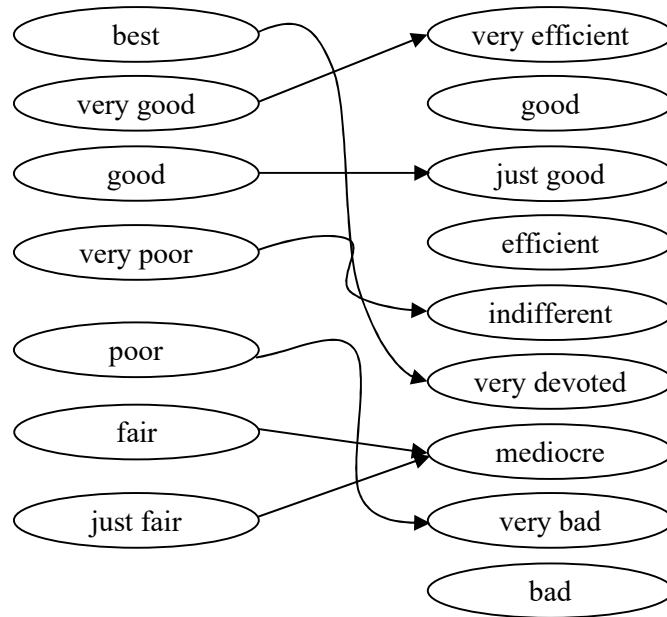 best
very good
good
very poor
poor
fair
just fair
very efficient
good
just good
efficient
indifferent
very devoted
mediocre
very bad
bad